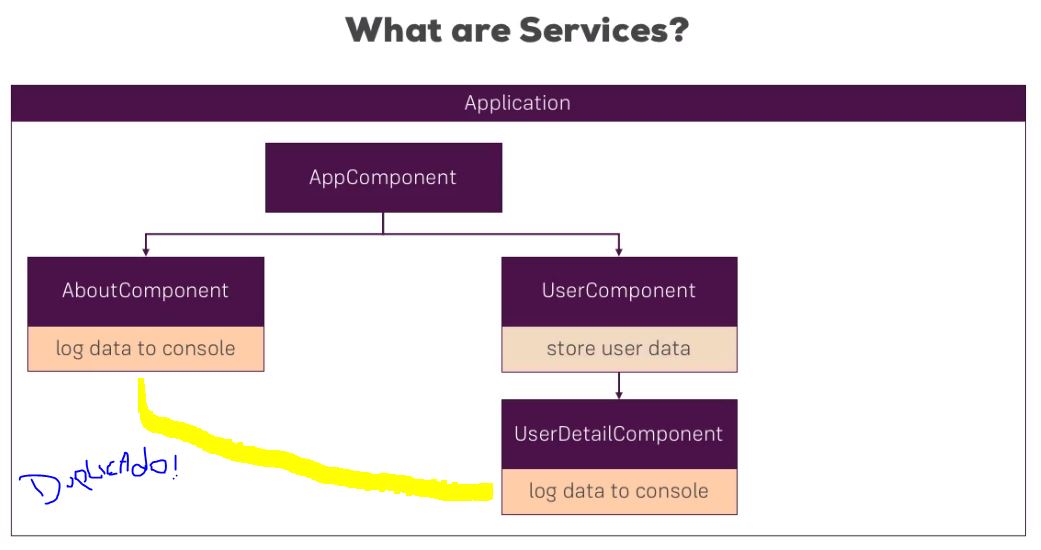 What are Services?
Application
AppComponent
AboutComponent
UserComponent
log data to console
store user data
UserDetailComponent
log data to console
DuplicAdo!